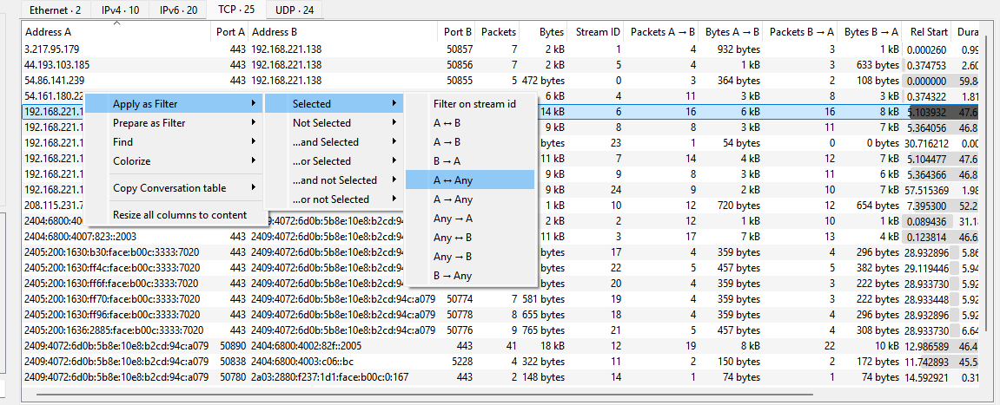 Ethernet · 2 IPv4 · 10 IPv6 · 20 TCP · 25 UDP · 24
Address A Port A Address B Port B Packets Bytes Stream ID Packets A → B Bytes A → B Packets B → A Bytes B → A Rel Start Dura
3.217.95.179 443 192.168.221.138 50857 7 2 kB 1 4 932 bytes 3 1 kB 0.000260 0.99
44.193.103.185 443 192.168.221.138 50856 7 2 kB 5 4 1 kB 3 633 bytes 0.374753 2.60
54.86.141.239 443 192.168.221.138 50855 5 472 bytes 0 3 364 bytes 2 108 bytes 0.000000 59.84
54.161.180.22 6 kB 4 11 3 kB 8 3 kB 0.374322 1.81
192.168.221.1 14 kB 6 16 6 kB 16 8 kB 5.103932 47.6
192.168.221.1 9 kB 8 8 3 kB 11 7 kB 5.364056 46.8
192.168.221.1 23 1 54 bytes 0 0 bytes 30.716212 0.00
192.168.221.1 11 kB 7 14 4 kB 12 7 kB 5.104477 47.6
192.168.221.1 9 kB 9 8 3 kB 11 6 kB 5.364366 46.8
192.168.221.1 9 kB 24 9 2 kB 10 7 kB 57.515369 1.98
208.115.231.7 1 kB 10 12 720 bytes 12 654 bytes 7.395300 52.2
2404:6800:400 2 kB 2 12 1 kB 10 1 kB 0.089436 31.1
2404:6800:4007:823::2003 443 2409:4072:6d0b:5b8e:10e8:b2cd:94 11 kB 3 17 7 kB 13 4 kB 0.123814 46.6
2405:200:1630:b30:face:b00c:3333:7020 443 2409:4072:6d0b:5b8e:10e8:b2cd:94 17 4 359 bytes 4 296 bytes 28.932896 5.86
2405:200:1630:ff4c:face:b00c:3333:7020 443 2409:4072:6d0b:5b8e:10e8:b2cd:94 22 5 457 bytes 5 382 bytes 29.119446 5.94
2405:200:1630:ff6f:face:b00c:3333:7020 443 2409:4072:6d0b:5b8e:10e8:b2cd:94 20 4 359 bytes 3 222 bytes 28.933730 5.92
2405:200:1630:ff70:face:b00c:3333:7020 443 2409:4072:6d0b:5b8e:10e8:b2cd:94c:a079 50774 7 581 bytes 19 4 359 bytes 3 222 bytes 28.933448 5.92
2405:200:1630:ff96:face:b00c:3333:7020 443 2409:4072:6d0b:5b8e:10e8:b2cd:94c:a079 50778 8 655 bytes 18 4 359 bytes 4 296 bytes 28.932896 5.92
2405:200:1636:2885:face:b00c:3333:7020 443 2409:4072:6d0b:5b8e:10e8:b2cd:94c:a079 50776 9 765 bytes 21 5 457 bytes 4 308 bytes 28.933730 6.64
2409:4072:6d0b:5b8e:10e8:b2cd:94c:a079 50890 2404:6800:4002:82f::2005 443 41 18 kB 12 19 8 kB 22 10 kB 12.986589 46.4
2409:4072:6d0b:5b8e:10e8:b2cd:94c:a079 50838 2404:6800:4003:c06::bc 5228 4 322 bytes 11 2 150 bytes 2 172 bytes 11.742893 45.5
2409:4072:6d0b:5b8e:10e8:b2cd:94c:a079 50780 2a03:2880:f237:1d1:face:b00c:0:167 443 2 148 bytes 14 1 74 bytes 1 74 bytes 14.592921 0.31
Apply as Filter
Prepare as Filter
Find
Colorize
Copy Conversation table
Resize all columns to content
Selected
Not Selected
...and Selected
...or Selected
...and not Selected
...or not Selected
Filter on stream id
A ↔ B
A → B
B → A
A ↔ Any
A → Any
Any → A
Any ↔ B
Any → B
B → Any